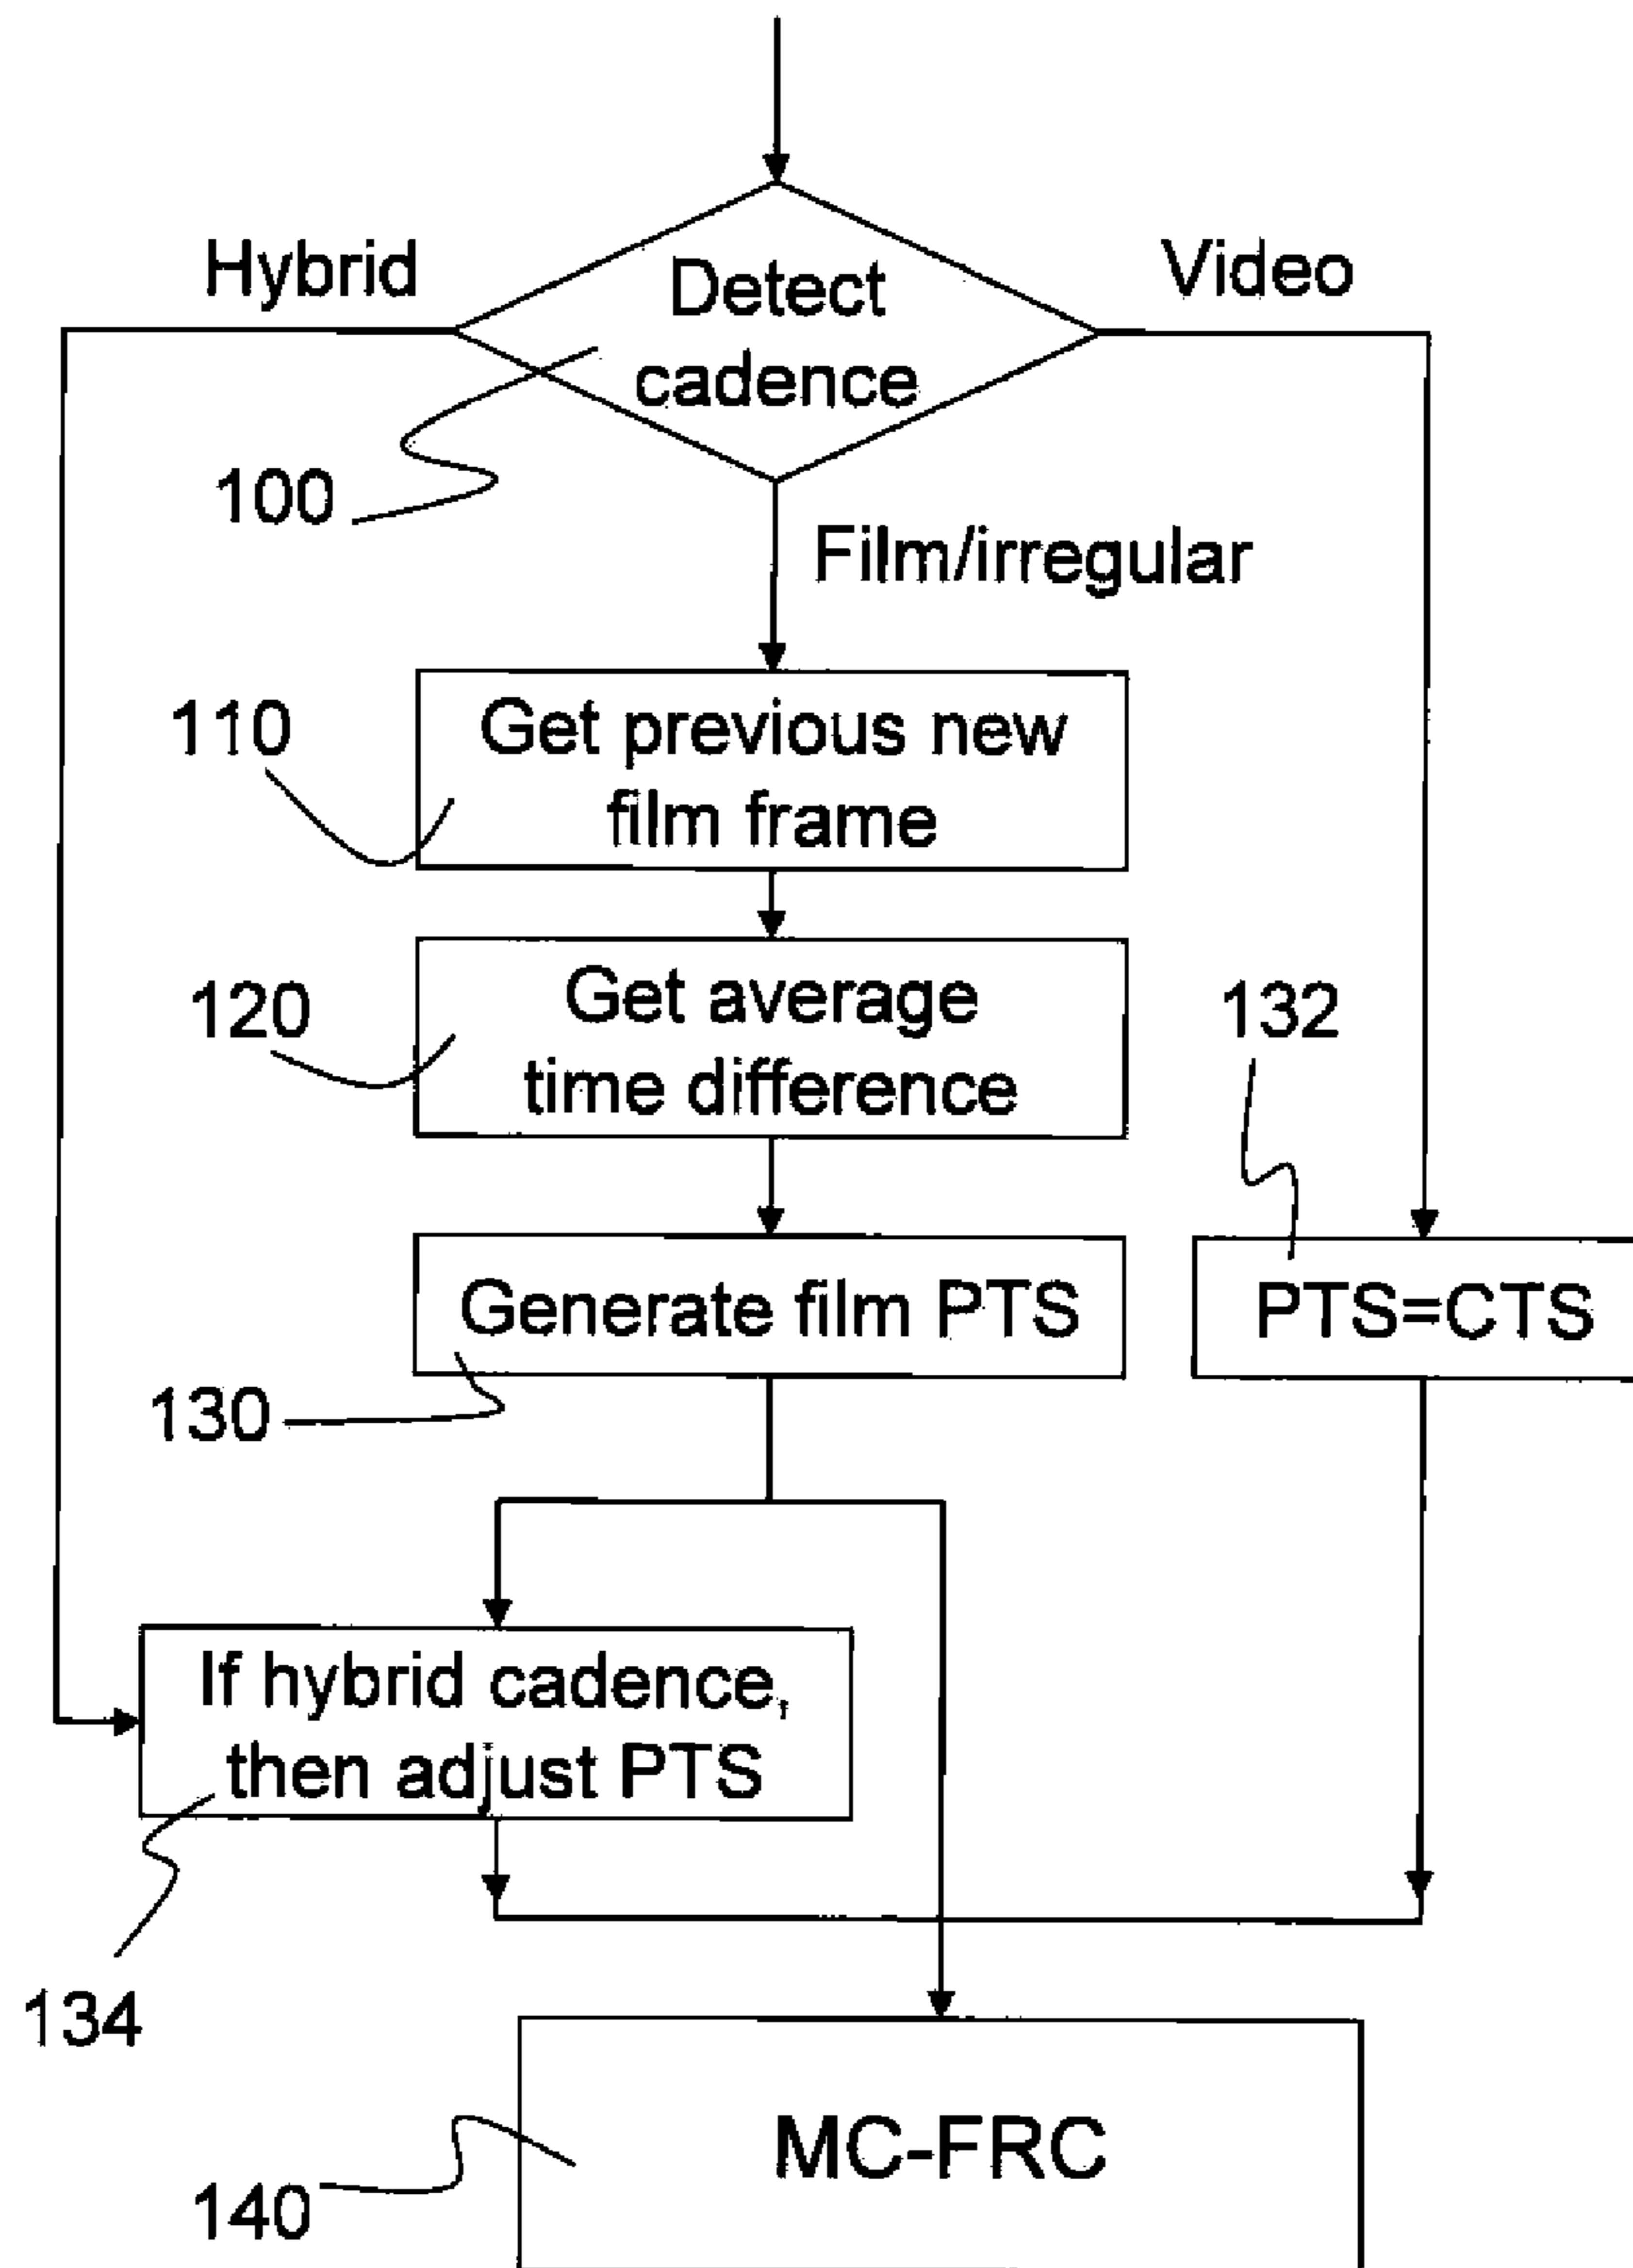 Hybrid
Video
Detect
cadence
100
Film/irregular
110
Get previous new
film frame
120
Get average
time difference
132
Generate film PTS
PTS=CTS
130
If hybrid cadence,
then adjust PTS
134
MC-FRC
140